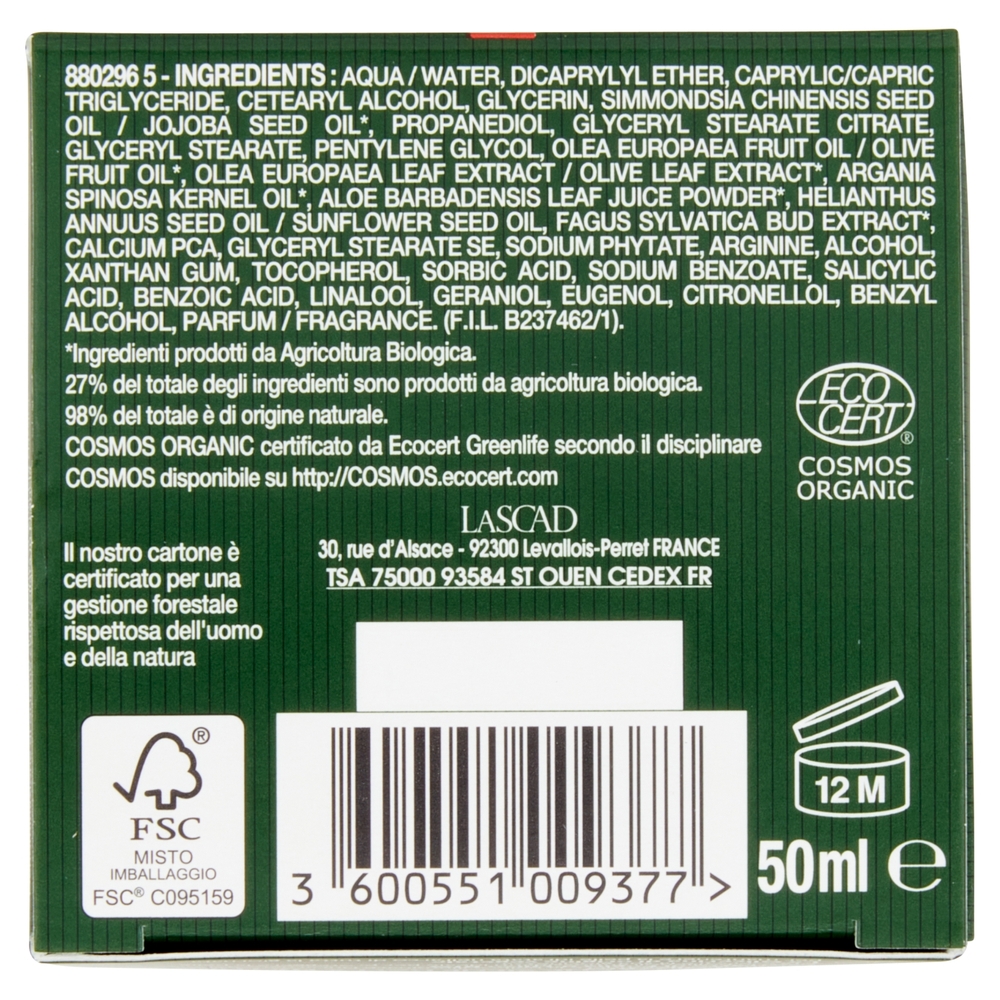 880296 5 - INGREDIENTS : AQUA / WATER, DICAPRYLYL ETHER, CAPRYLIC/CAPRIC
TRIGLYCERIDE, CETEARYL ALCOHOL, GLYCERIN, SIMMONDSIA CHINENSIS SEED
OIL / JOJOBA SEED OIL*, PROPANEDIOL, GLYCERYL STEARATE CITRATE,
GLYCERYL STEARATE, PENTYLENE GLYCOL, OLEA EUROPAEA FRUIT OIL / OLIVE
FRUIT OIL*, OLEA EUROPAEA LEAF EXTRACT / OLIVE LEAF EXTRACT*, ARGANIA
SPINOSA KERNEL OIL*, ALOE BARBADENSIS LEAF JUICE POWDER*, HELIANTHUS
ANNUUS SEED OIL / SUNFLOWER SEED OIL, FAGUS SYLVATICA BUD EXTRACT*,
CALCIUM PCA, GLYCERYL STEARATE SE, SODIUM PHYTATE, ARGININE, ALCOHOL,
XANTHAN GUM, TOCOPHEROL, SORBIC ACID, SODIUM BENZOATE, SALICYLIC
ACID, BENZOIC ACID, LINALOOL, GERANIOL, EUGENOL, CITRONELLOL, BENZYL
ALCOHOL, PARFUM / FRAGRANCE. (F.I.L. B237462/1).
*Ingredienti prodotti da Agricoltura Biologica.
27% del totale degli ingredienti sono prodotti da agricoltura biologica.
98% del totale è di origine naturale.
COSMOS ORGANIC certificato da Ecocert Greenlife secondo il disciplinare
COSMOS disponibile su http://COSMOS.ecocert.com
ECO
CERT®
COSMOS
ORGANIC
LASCAD
30, rue d'Alsace - 92300 Levallois-Perret FRANCE
TSA 75000 93584 ST OUEN CEDEX FR
Il nostro cartone è
certificato per una
gestione forestale
rispettosa dell'uomo
e della natura
®
FSC
MISTO
IMBALLAGGIO
FSC® C095159
3 600551 009377 >
12 M
50ml e